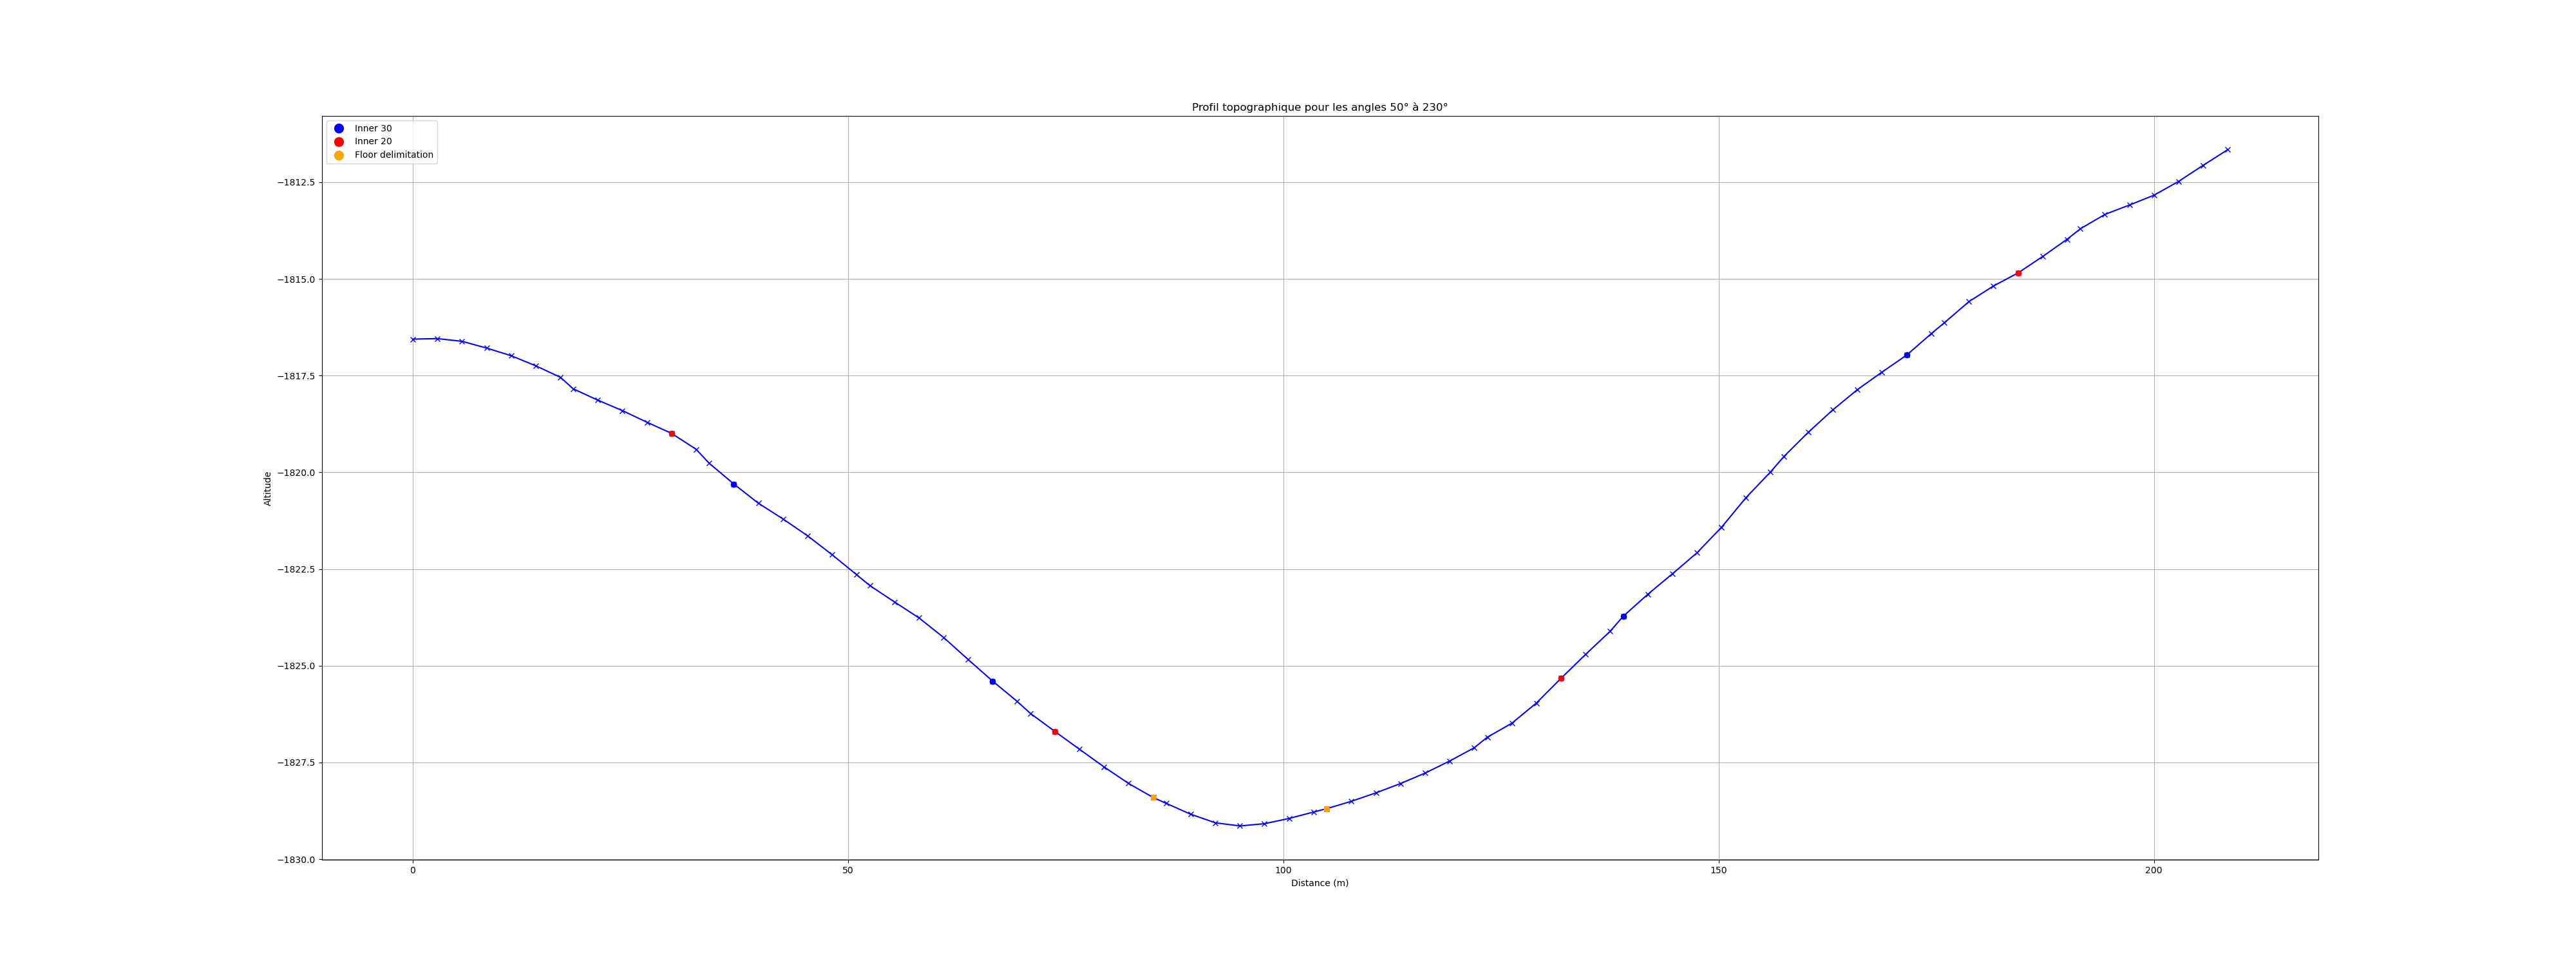 Profil topographique pour les angles 50° à 230°
Inner 30
Inner 20
Floor delimitation
−1812.5
−1815.0
−1817.5
−1820.0
−1822.5
−1825.0
−1827.5
−1830.0
Altitude
0 50 100 150 200
Distance (m)